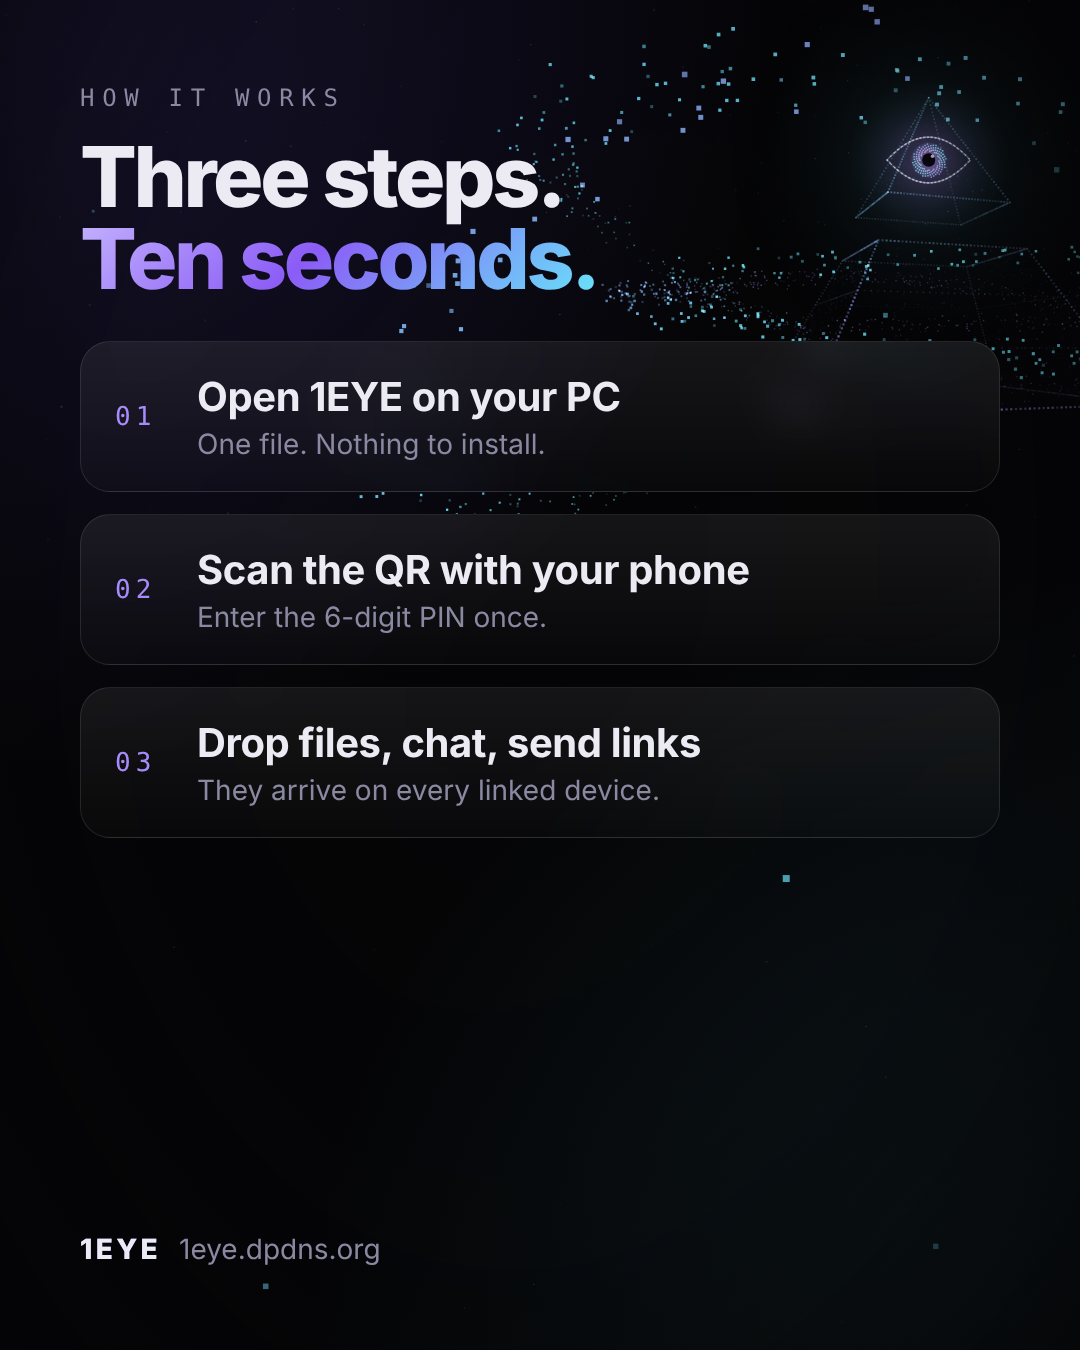 HOW IT WORKS
Three steps.
Ten seconds.
01
Open 1EYE on your PC
One file. Nothing to install.
02
Scan the QR with your phone
Enter the 6-digit PIN once.
03
Drop files, chat, send links
They arrive on every linked device.
1EYE 1eye.dpdns.org